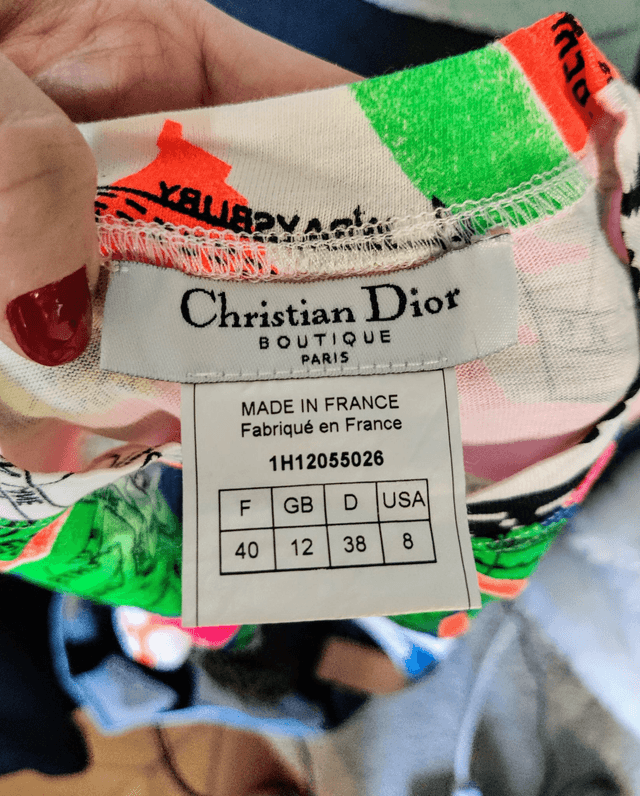 Christian Dior
BOUTIQUE
PARIS
MADE IN FRANCE
Fabriqué en France
1H12055026
F GB D USA
40 12 38 8